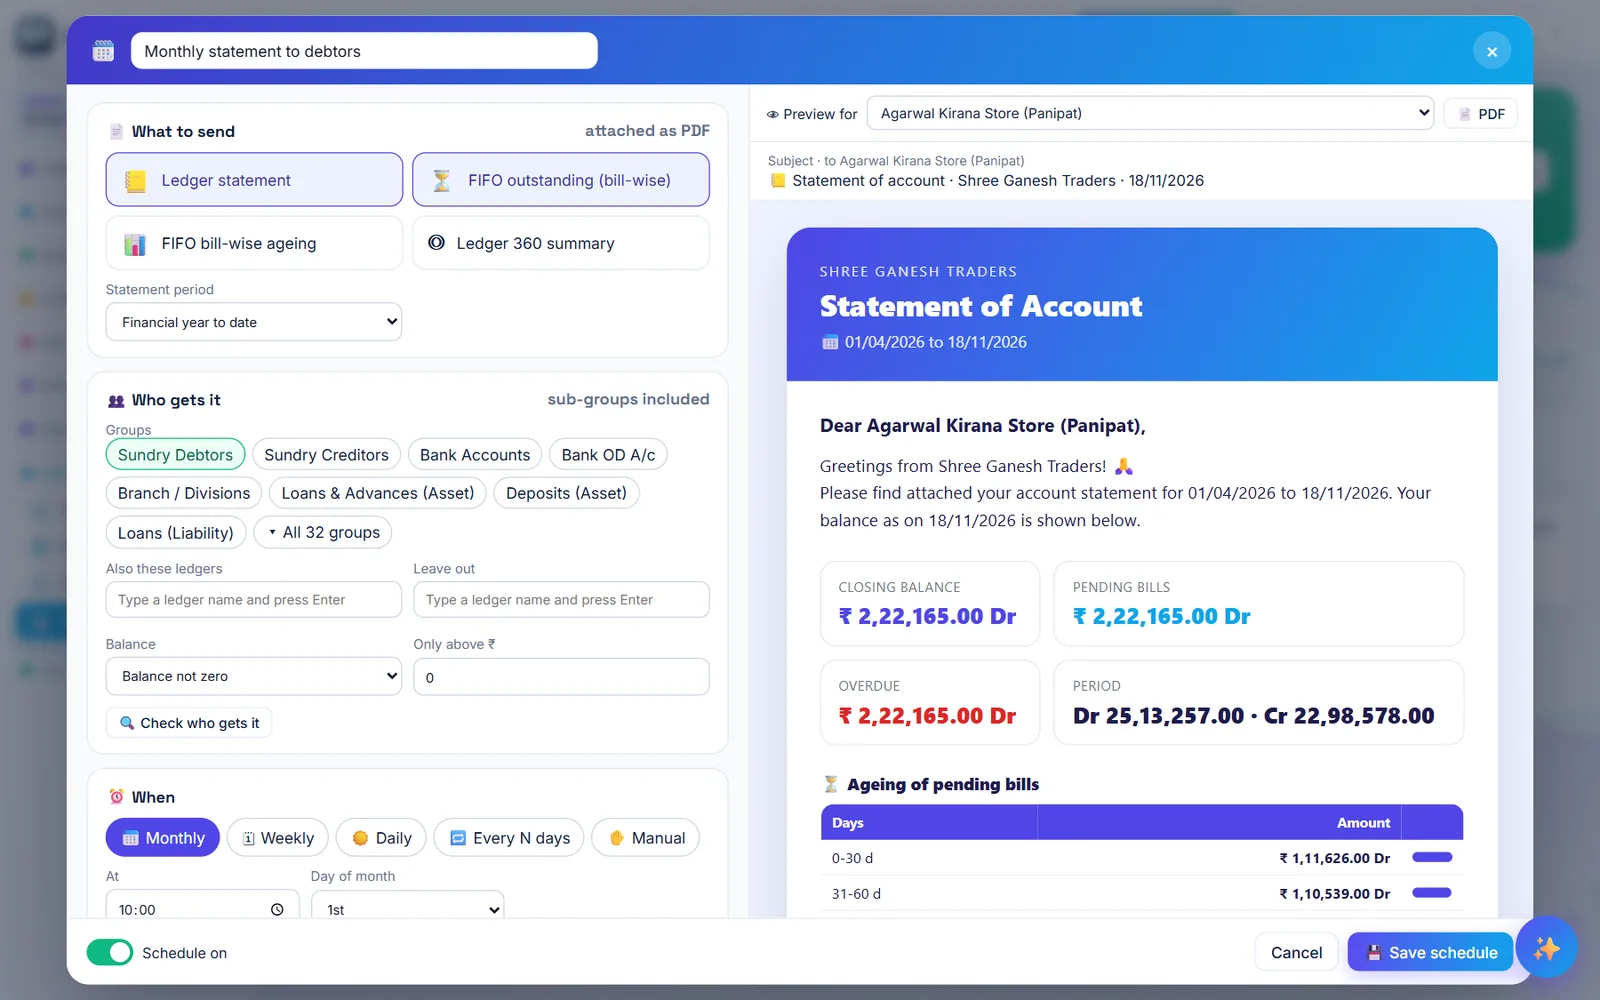 Monthly statement to debtors
×
What to send
attached as PDF
Ledger statement
FIFO outstanding (bill-wise)
FIFO bill-wise ageing
Ledger 360 summary
Statement period
Financial year to date
Who gets it
sub-groups included
Groups
Sundry Debtors
Sundry Creditors
Bank Accounts
Bank OD A/c
Branch / Divisions
Loans & Advances (Asset)
Deposits (Asset)
Loans (Liability)
All 32 groups
Also these ledgers
Leave out
Type a ledger name and press Enter
Type a ledger name and press Enter
Balance
Only above ₹
Balance not zero
0
Check who gets it
When
Monthly
Weekly
Daily
Every N days
Manual
At
Day of month
10:00
1st
Schedule on
Preview for
Agarwal Kirana Store (Panipat)
PDF
Subject · to Agarwal Kirana Store (Panipat)
Statement of account · Shree Ganesh Traders · 18/11/2026
SHREE GANESH TRADERS
Statement of Account
01/04/2026 to 18/11/2026
Dear Agarwal Kirana Store (Panipat),
Greetings from Shree Ganesh Traders!
Please find attached your account statement for 01/04/2026 to 18/11/2026. Your
balance as on 18/11/2026 is shown below.
CLOSING BALANCE
₹ 2,22,165.00 Dr
PENDING BILLS
₹ 2,22,165.00 Dr
OVERDUE
₹ 2,22,165.00 Dr
PERIOD
Dr 25,13,257.00 · Cr 22,98,578.00
Ageing of pending bills
Days
Amount
0-30 d
₹ 1,11,626.00 Dr
31-60 d
₹ 1,10,539.00 Dr
Cancel
Save schedule